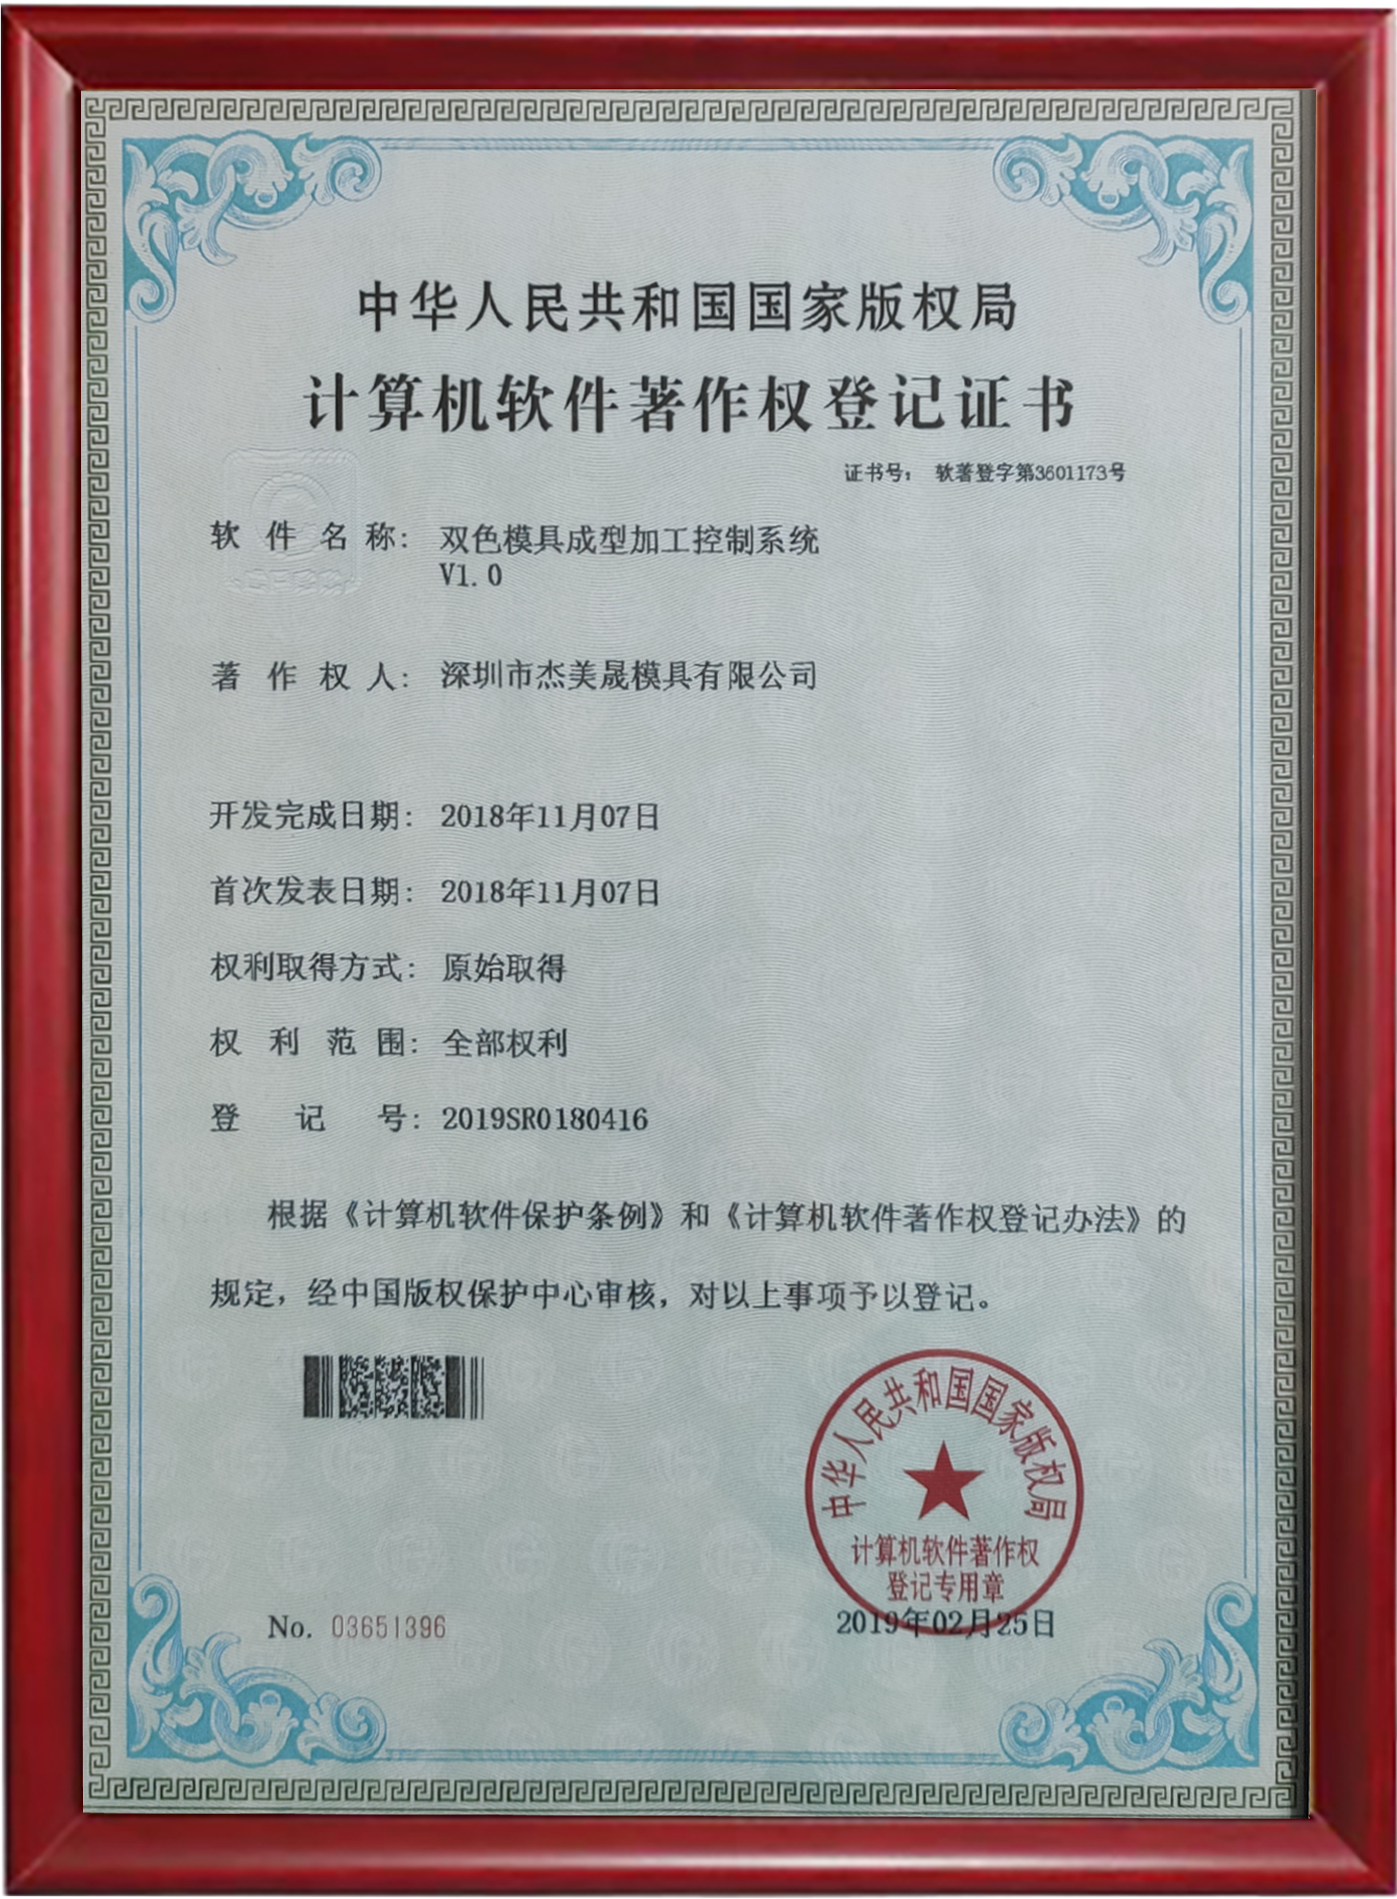 中华人民共和国国家版权局
计算机软件著作权登记证书
证书号： 软著登字第3601173号
软件名称： 双色模具成型加工控制系统
V1.0
著作权人： 深圳市杰美晟模具有限公司
开发完成日期： 2018年11月07日
首次发表日期： 2018年11月07日
权利取得方式： 原始取得
权利范围： 全部权利
登记号： 2019SR0180416
根据《计算机软件保护条例》和《计算机软件著作权登记办法》的
规定，经中国版权保护中心审核，对以上事项予以登记。
中华人民共和国国家版权局
计算机软件著作权
登记专用章
No. 03651396
2019年02月25日